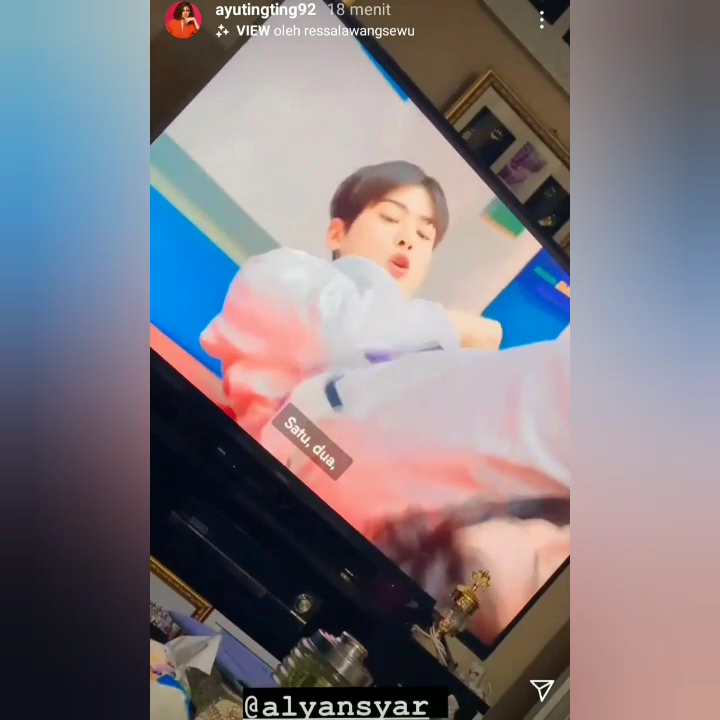 ayutingting92 18 menit
VIEW oleh ressalawangsewu
Satu, dua,
@alyansyar